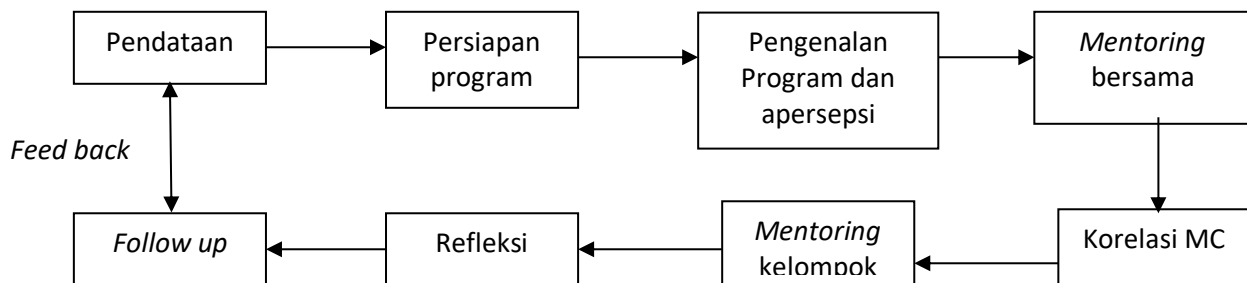 Pendataan
Persiapan
program
Pengenalan
Program dan
apersepsi
Mentoring
bersama
Feed back
Follow up
Refleksi
Mentoring
kelompok
Korelasi MC